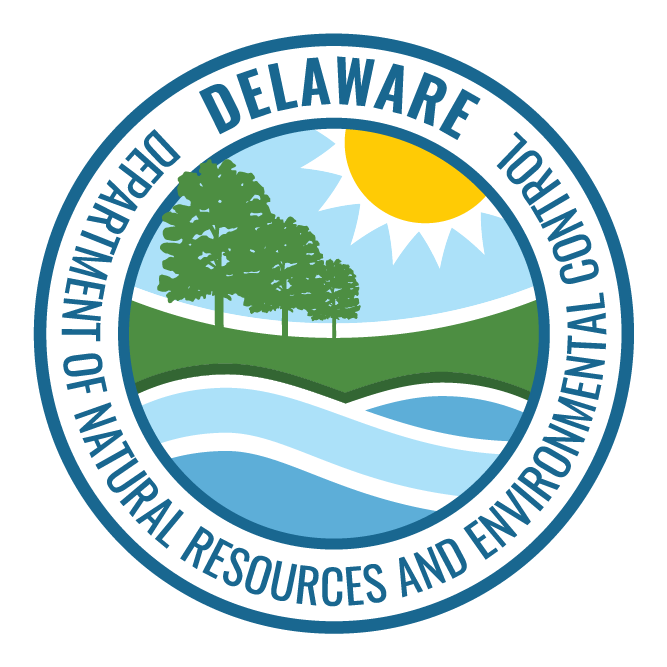 DELAWARE
DEPARTMENT OF NATURAL RESOURCES AND ENVIRONMENTAL CONTROL